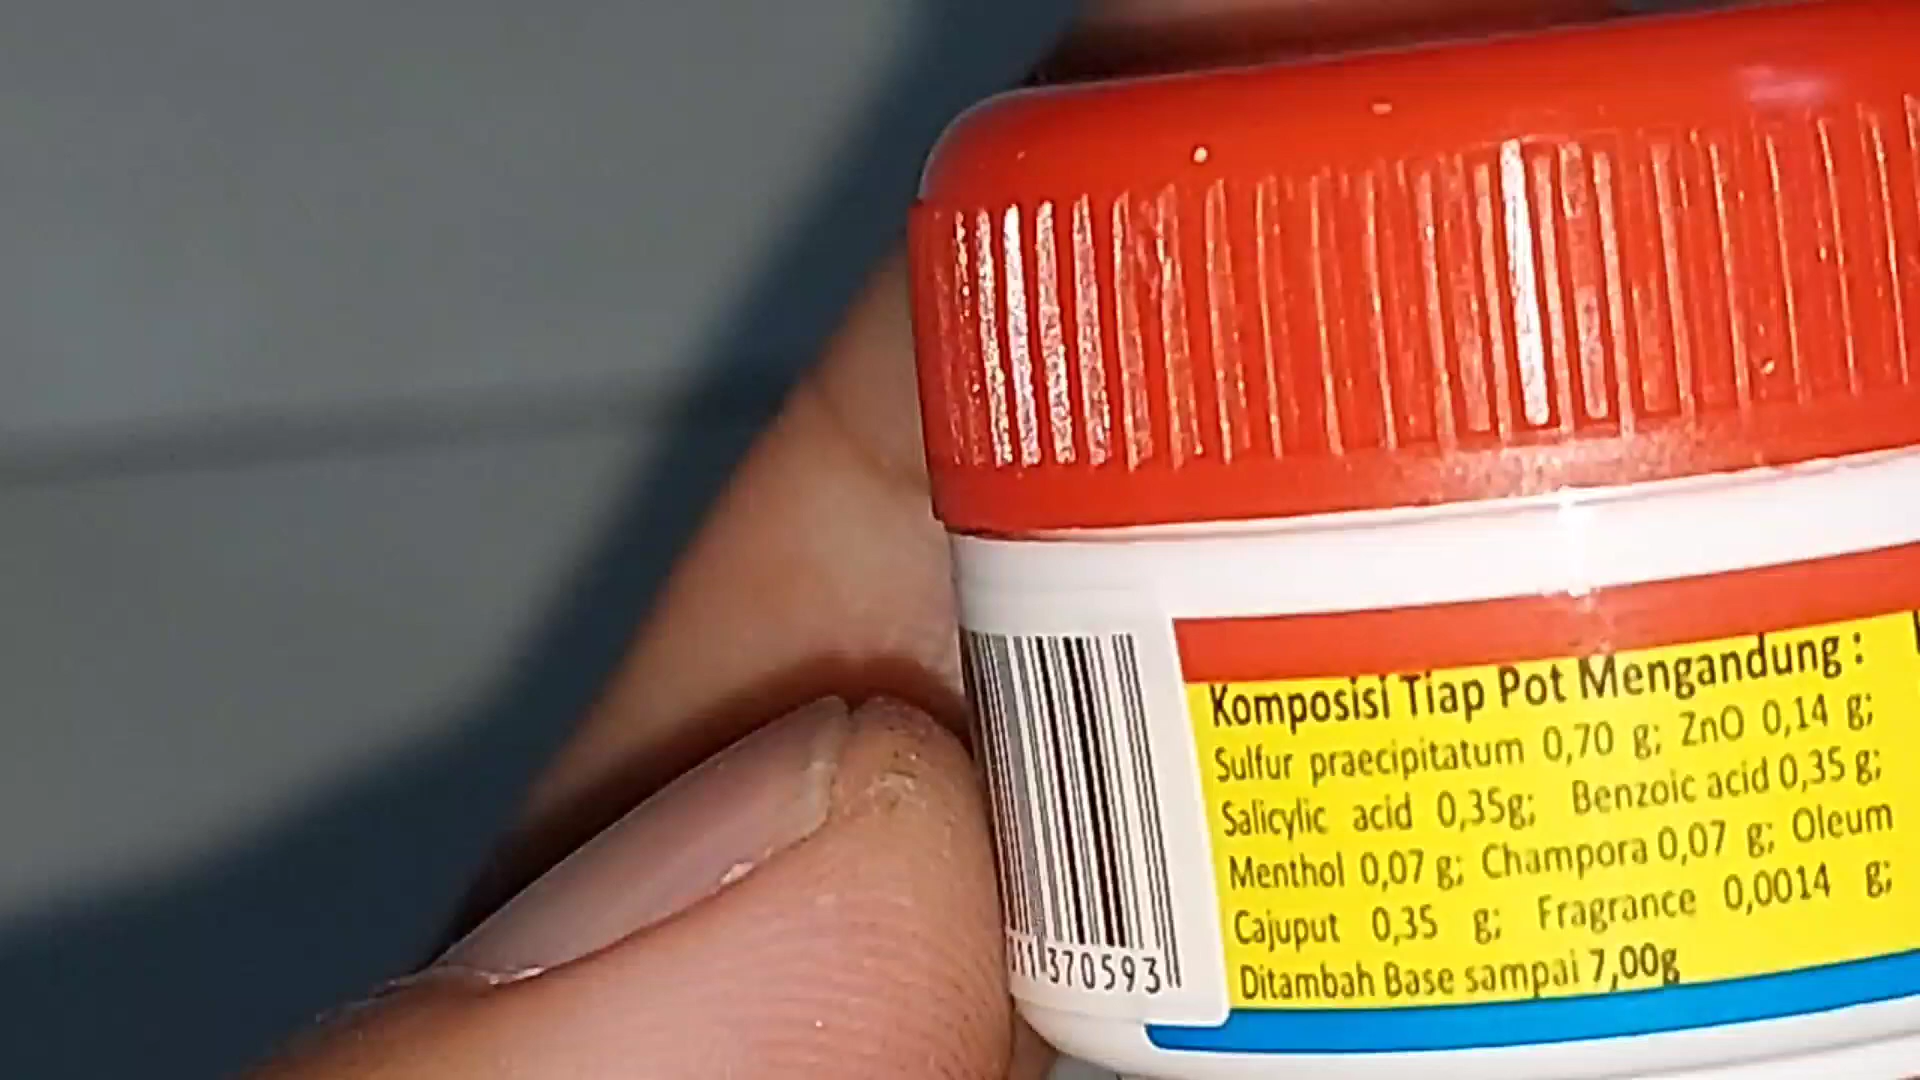 Komposisi Tiap Pot Mengandung :
Sulfur praecipitatum 0,70 g; ZnO 0,14 g;
Salicylic acid 0,35g; Benzoic acid 0,35 g;
Menthol 0,07 g; Champora 0,07 g; Oleum
Cajuput 0,35 g; Fragrance 0,0014 g;
Ditambah Base sampai 7,00g
11 370593